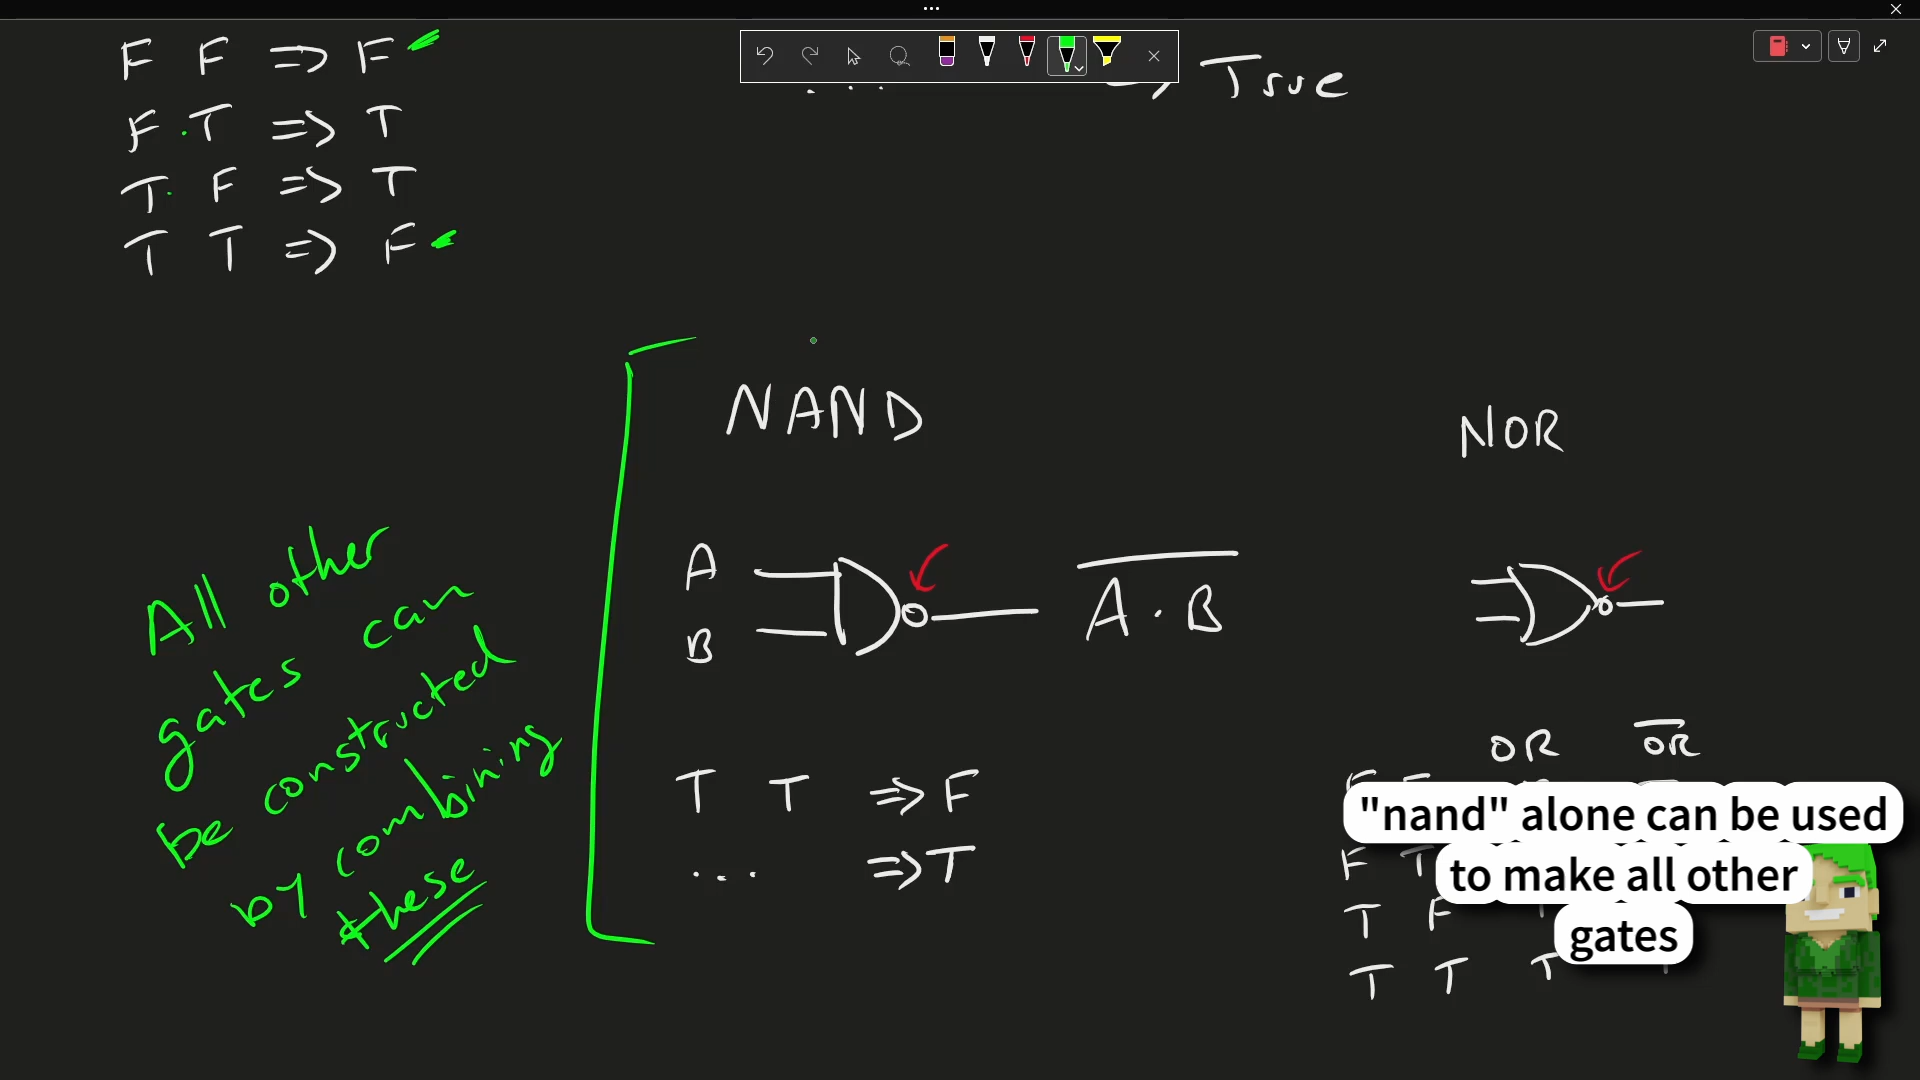 F F => F
F · T => T
T · F => T
T T => F
... => True
NAND
NOR
A
B
A · B
All other
gates can
be constructed
by combining
these
T T => F
... => T
OR OR
F T
T F
T T T
"nand" alone can be used
to make all other
gates